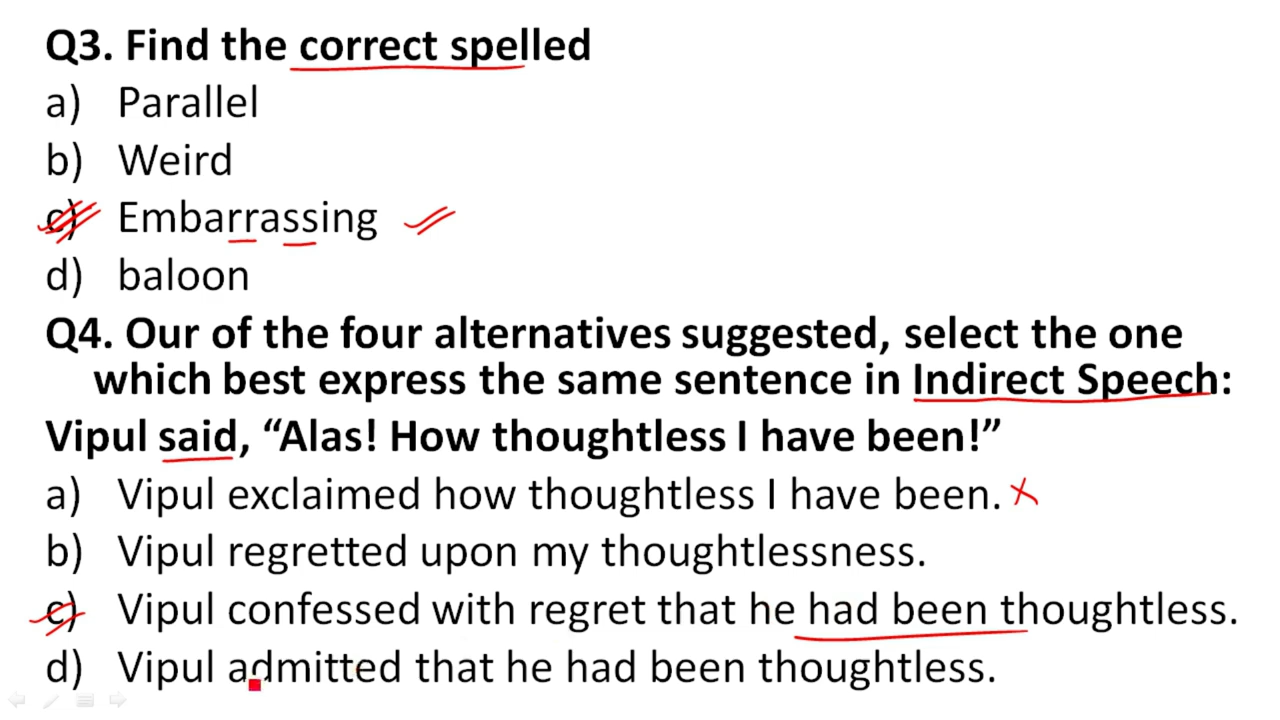 Q3. Find the correct spelled
a) Parallel
b) Weird
c) Embarrassing
d) baloon
Q4. Our of the four alternatives suggested, select the one
which best express the same sentence in Indirect Speech:
Vipul said, “Alas! How thoughtless I have been!”
a) Vipul exclaimed how thoughtless I have been.
b) Vipul regretted upon my thoughtlessness.
c) Vipul confessed with regret that he had been thoughtless.
d) Vipul admitted that he had been thoughtless.